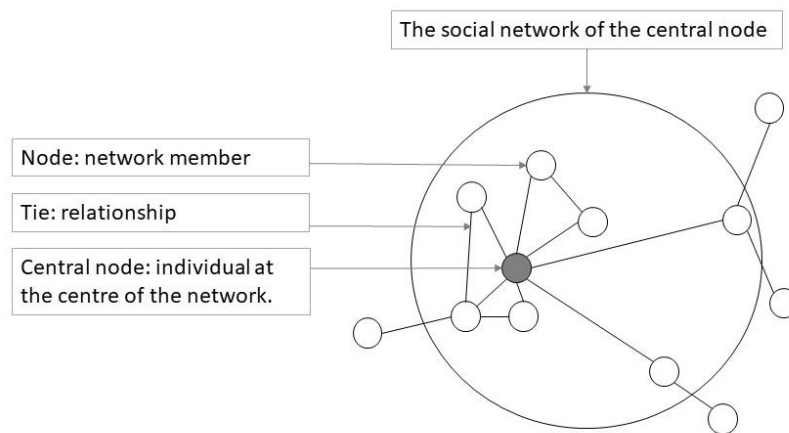 The social network of the central node
Node: network member
Tie: relationship
Central node: individual at
the centre of the network.